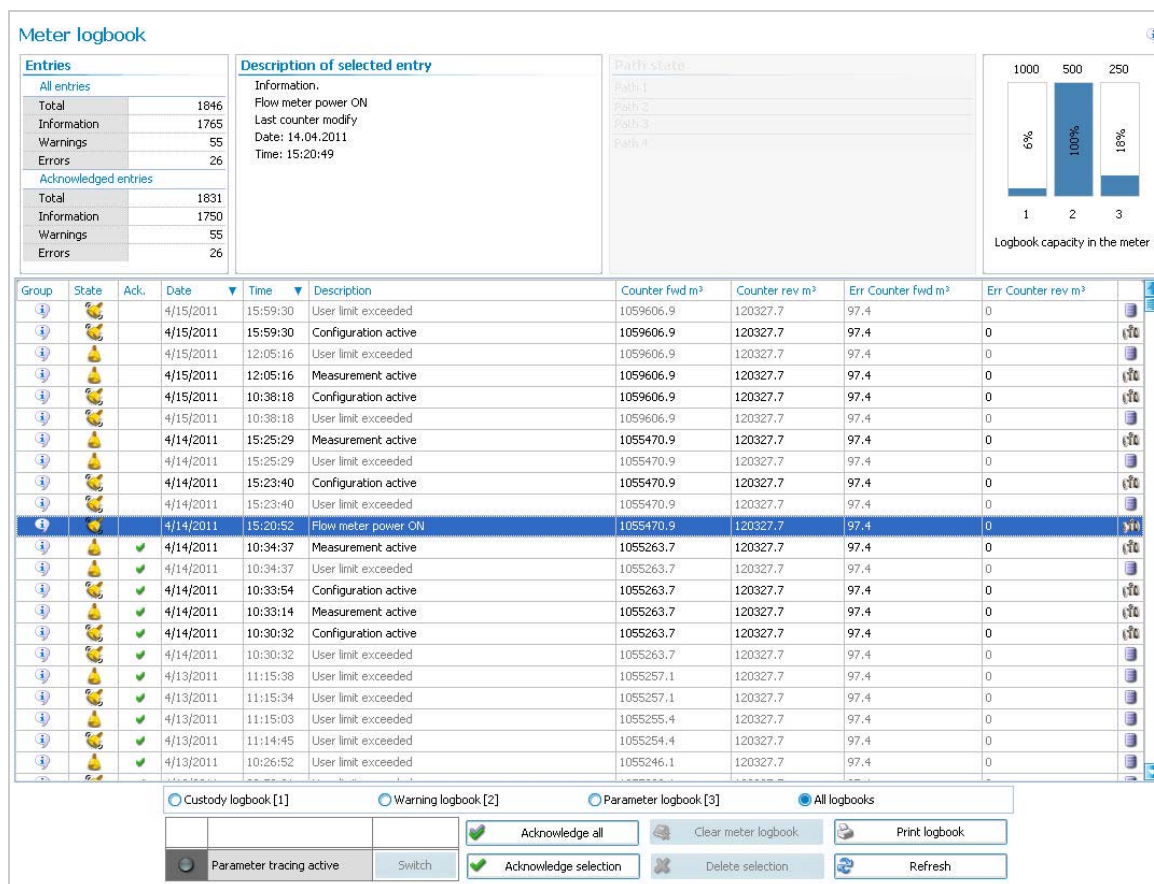 Meter logbook
Entries
All entries
Total 1846
Information 1765
Warnings 55
Errors 26
Acknowledged entries
Total 1831
Information 1750
Warnings 55
Errors 26
Description of selected entry
Information.
Flow meter power ON
Last counter modify
Date: 14.04.2011
Time: 15:20:49
Path state
Path 1
Path 2
Path 3
Path 4
1000 500 250
6% 100% 18%
1 2 3
Logbook capacity in the meter
Group State Ack. Date Time Description Counter fwd m³ Counter rev m³ Err Counter fwd m³ Err Counter rev m³
4/15/2011 15:59:30 User limit exceeded 1059606.9 120327.7 97.4 0
4/15/2011 15:59:30 Configuration active 1059606.9 120327.7 97.4 0
4/15/2011 12:05:16 User limit exceeded 1059606.9 120327.7 97.4 0
4/15/2011 12:05:16 Measurement active 1059606.9 120327.7 97.4 0
4/15/2011 10:38:18 Configuration active 1059606.9 120327.7 97.4 0
4/15/2011 10:38:18 User limit exceeded 1059606.9 120327.7 97.4 0
4/14/2011 15:25:29 Measurement active 1055470.9 120327.7 97.4 0
4/14/2011 15:25:29 User limit exceeded 1055470.9 120327.7 97.4 0
4/14/2011 15:23:40 Configuration active 1055470.9 120327.7 97.4 0
4/14/2011 15:23:40 User limit exceeded 1055470.9 120327.7 97.4 0
4/14/2011 15:20:52 Flow meter power ON 1055470.9 120327.7 97.4 0
4/14/2011 10:34:37 Measurement active 1055263.7 120327.7 97.4 0
4/14/2011 10:34:37 User limit exceeded 1055263.7 120327.7 97.4 0
4/14/2011 10:33:54 Configuration active 1055263.7 120327.7 97.4 0
4/14/2011 10:33:14 Measurement active 1055263.7 120327.7 97.4 0
4/14/2011 10:30:32 Configuration active 1055263.7 120327.7 97.4 0
4/14/2011 10:30:32 User limit exceeded 1055263.7 120327.7 97.4 0
4/13/2011 11:15:38 User limit exceeded 1055257.1 120327.7 97.4 0
4/13/2011 11:15:34 User limit exceeded 1055257.1 120327.7 97.4 0
4/13/2011 11:15:03 User limit exceeded 1055255.4 120327.7 97.4 0
4/13/2011 11:14:45 User limit exceeded 1055254.4 120327.7 97.4 0
4/13/2011 10:26:52 User limit exceeded 1055246.1 120327.7 97.4 0
Custody logbook [1] Warning logbook [2] Parameter logbook [3] All logbooks
Acknowledge all Clear meter logbook Print logbook
Parameter tracing active Switch Acknowledge selection Delete selection Refresh